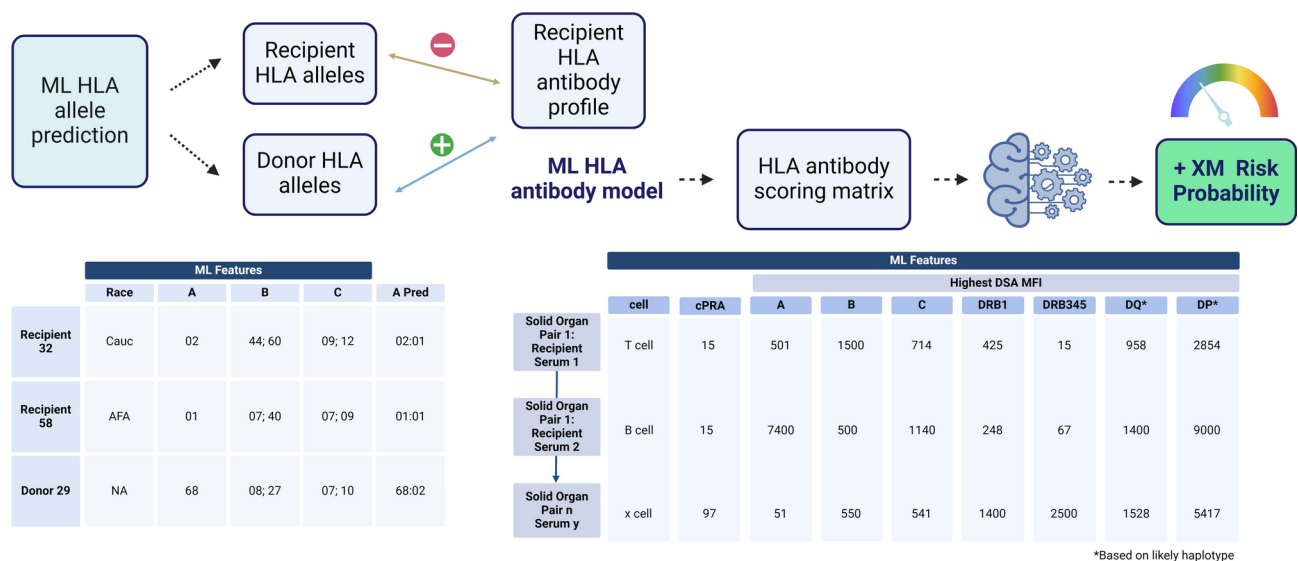 ML HLA
allele
prediction
Recipient
HLA alleles
Donor HLA
alleles
Recipient
HLA
antibody
profile
ML HLA
antibody model
HLA antibody
scoring matrix
+ XM Risk
Probability
ML Features
Race A B C A Pred
Recipient
32
Cauc 02 44; 60 09; 12 02:01
Recipient
58
AFA 01 07; 40 07; 09 01:01
Donor 29 NA 68 08; 27 07; 10 68:02
ML Features
Highest DSA MFI
cell cPRA A B C DRB1 DRB345 DQ* DP*
Solid Organ
Pair 1:
Recipient
Serum 1
T cell 15 501 1500 714 425 15 958 2854
Solid Organ
Pair 1:
Recipient
Serum 2
B cell 15 7400 500 1140 248 67 1400 9000
Solid Organ
Pair n
Serum y
x cell 97 51 550 541 1400 2500 1528 5417
*Based on likely haplotype